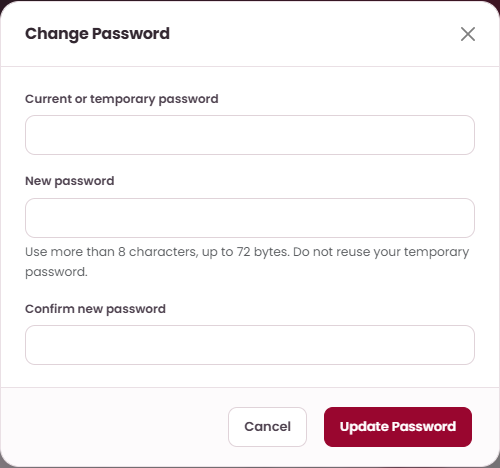 Change Password
Current or temporary password
New password
Use more than 8 characters, up to 72 bytes. Do not reuse your temporary
password.
Confirm new password
Cancel
Update Password